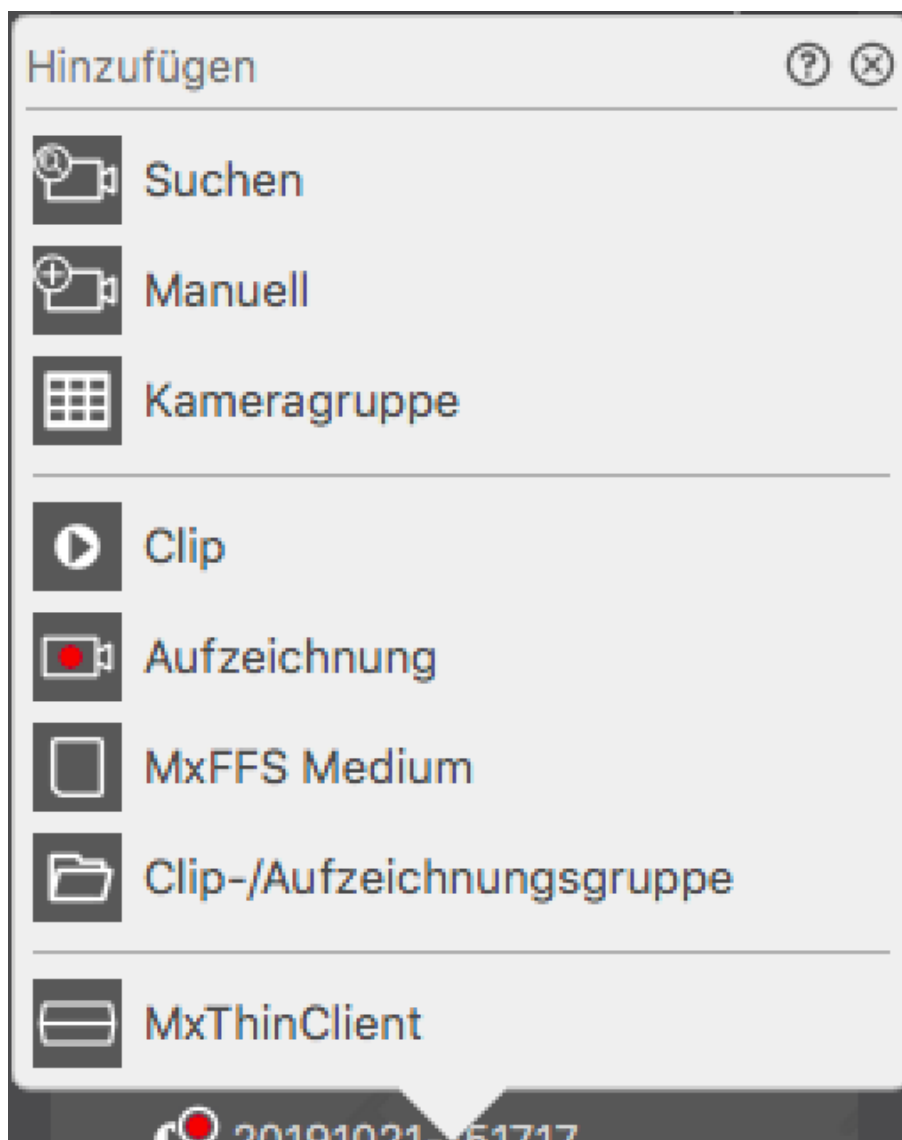 Hinzufügen
Suchen
Manuell
Kameragruppe
Clip
Aufzeichnung
MxFFS Medium
Clip-/Aufzeichnungsgruppe
MxThinClient